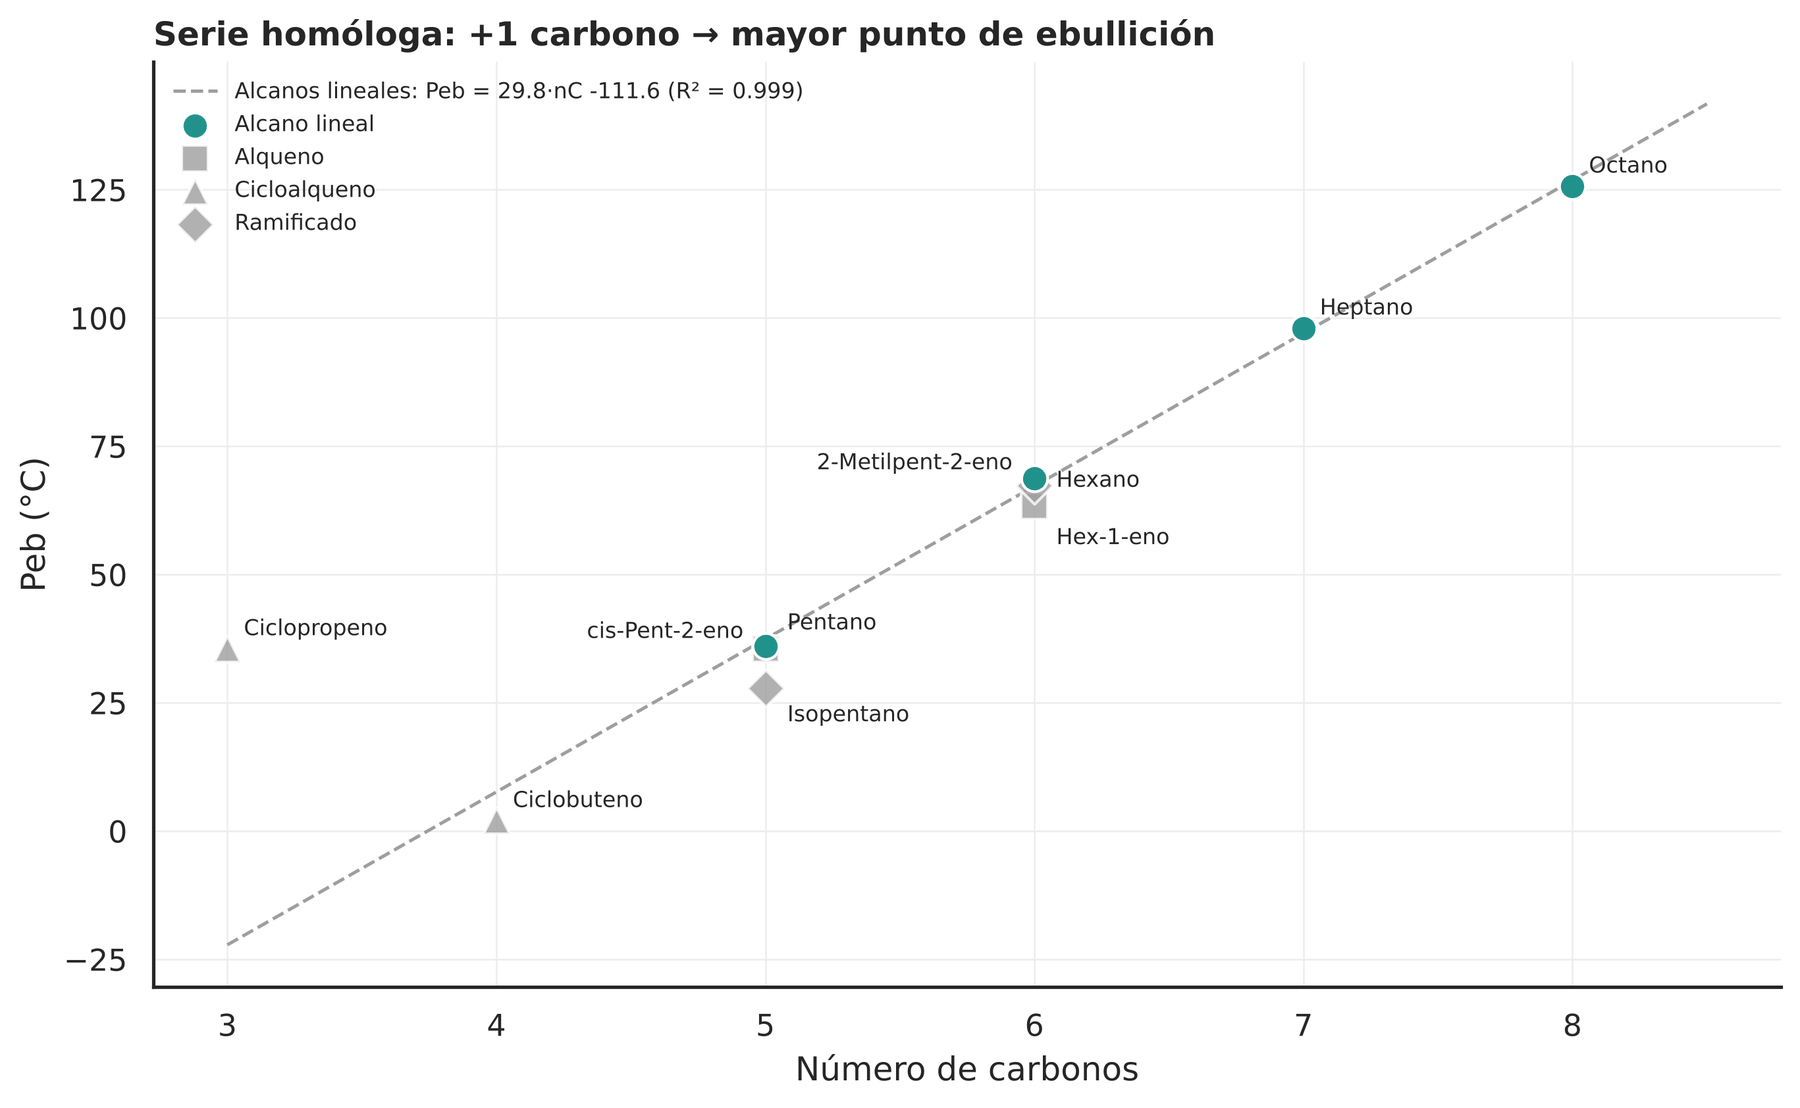 Serie homóloga: +1 carbono → mayor punto de ebullición
Alcanos lineales: Peb = 29.8·nC -111.6 (R² = 0.999)
Alcano lineal
Alqueno
Cicloalqueno
Ramificado
Octano
Heptano
2-Metilpent-2-eno
Hexano
Hex-1-eno
Ciclopropeno
cis-Pent-2-eno
Pentano
Isopentano
Ciclobuteno
Peb (°C)
125
100
75
50
25
0
−25
3 4 5 6 7 8
Número de carbonos